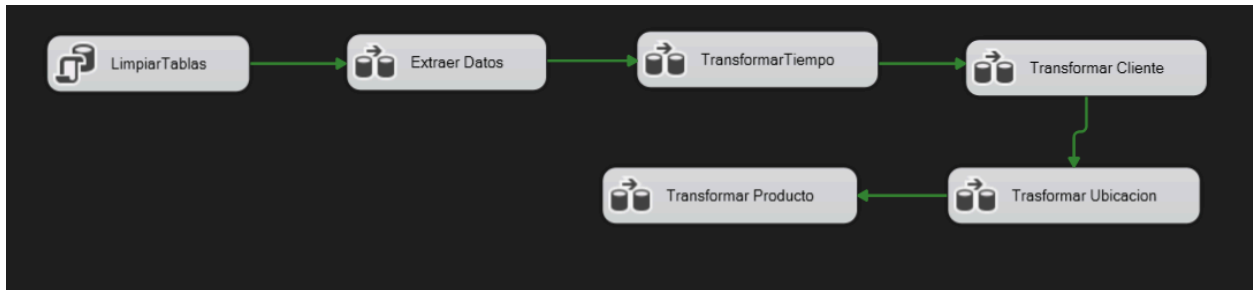 LimpiarTablas
Extraer Datos
TransformarTiempo
Transformar Cliente
Trasformar Ubicacion
Transformar Producto